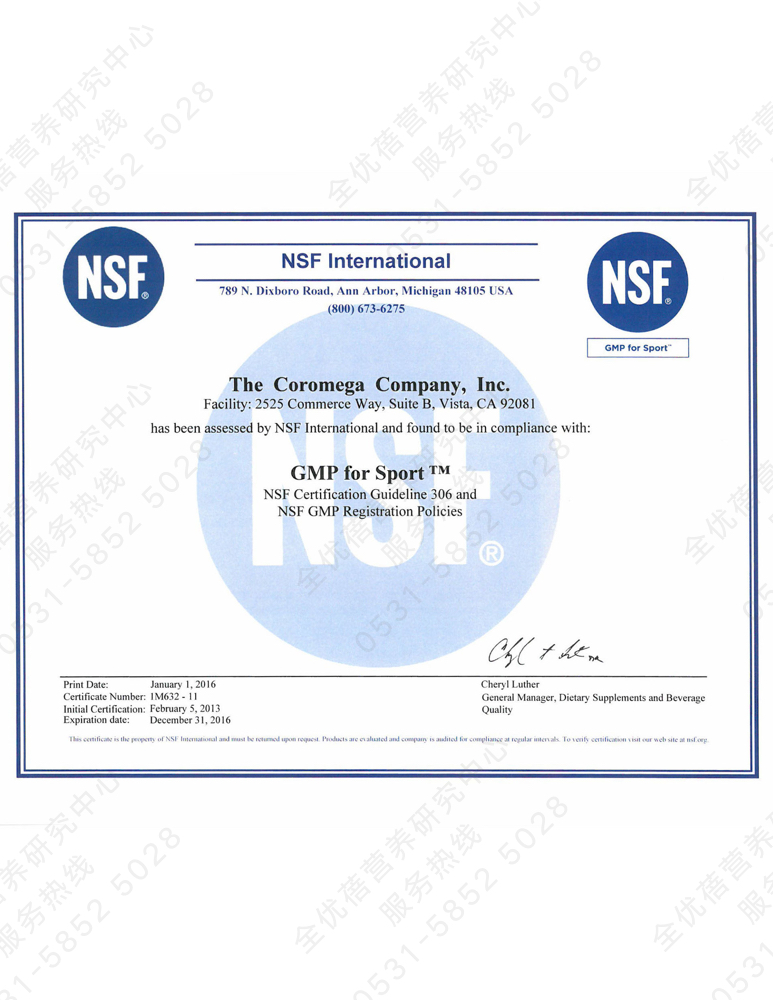 全优蓓营养研究中心
服务热线
0531-5852 5028
NSF®
NSF International
789 N. Dixboro Road, Ann Arbor, Michigan 48105 USA
(800) 673-6275
NSF®
GMP for Sport™
The Coromega Company, Inc.
Facility: 2525 Commerce Way, Suite B, Vista, CA 92081
has been assessed by NSF International and found to be in compliance with:
GMP for Sport ™
NSF Certification Guideline 306 and
NSF GMP Registration Policies
NSF®
Print Date: January 1, 2016
Certificate Number: 1M632 - 11
Initial Certification: February 5, 2013
Expiration date: December 31, 2016
Cheryl Luther
General Manager, Dietary Supplements and Beverage
Quality
This certificate is the property of NSF International and must be returned upon request. Products are evaluated and company is audited for compliance at regular intervals. To verify certification visit our web site at nsf.org.